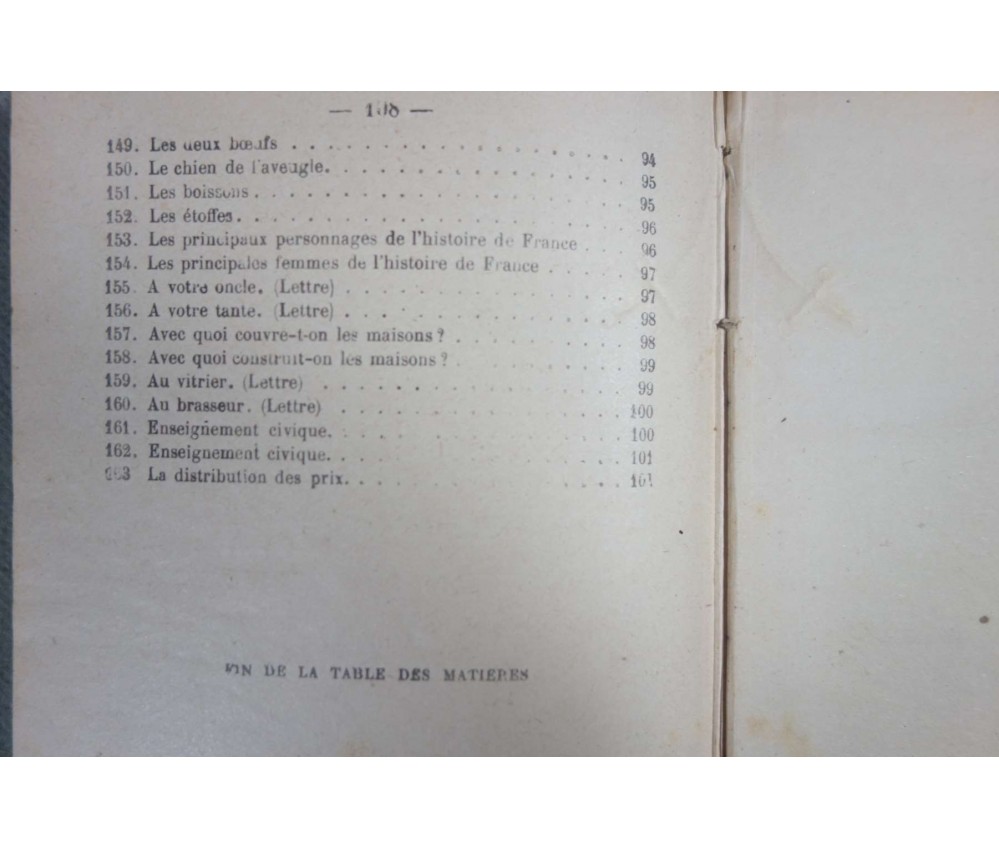 — 108 —
149. Les deux bœufs . . . . . . . . . . . . . . . . 94
150. Le chien de l'aveugle. . . . . . . . . . . . . . 95
151. Les boissons . . . . . . . . . . . . . . . . . . 95
152. Les étoffes. . . . . . . . . . . . . . . . . . . 96
153. Les principaux personnages de l'histoire de France . . . 96
154. Les principales femmes de l'histoire de France . . . . 97
155. A votre oncle. (Lettre) . . . . . . . . . . . . . 97
156. A votre tante. (Lettre) . . . . . . . . . . . . . 98
157. Avec quoi couvre-t-on les maisons ? . . . . . . . . 98
158. Avec quoi construit-on les maisons ? . . . . . . . . 99
159. Au vitrier. (Lettre) . . . . . . . . . . . . . . 99
160. Au brasseur. (Lettre) . . . . . . . . . . . . . 100
161. Enseignement civique. . . . . . . . . . . . . . 100
162. Enseignement civique. . . . . . . . . . . . . . 101
163 La distribution des prix. . . . . . . . . . . . . 101
FIN DE LA TABLE DES MATIÈRES